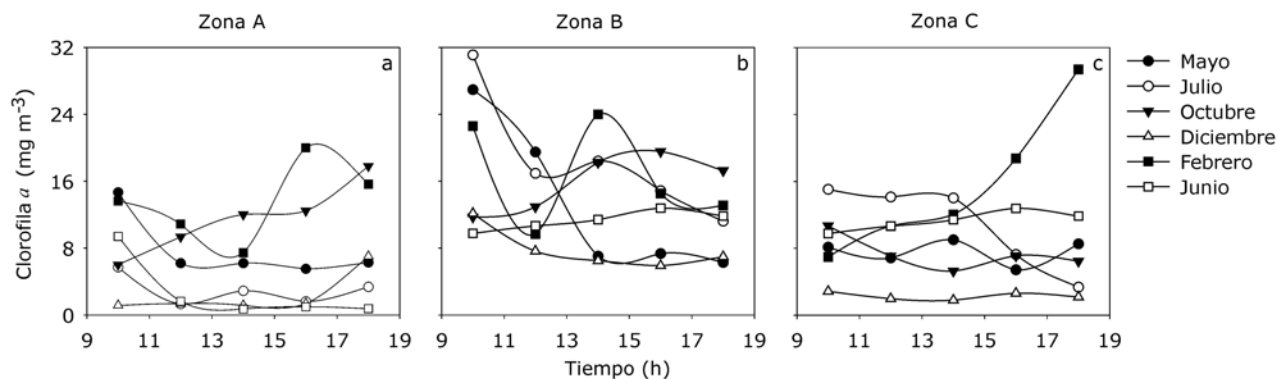 Zona A
Zona B
Zona C
Clorofila a (mg m⁻³)
32
24
16
8
0
a
b
c
9 11 13 15 17 19
9 11 13 15 17 19
9 11 13 15 17 19
Tiempo (h)
Mayo
Julio
Octubre
Diciembre
Febrero
Junio